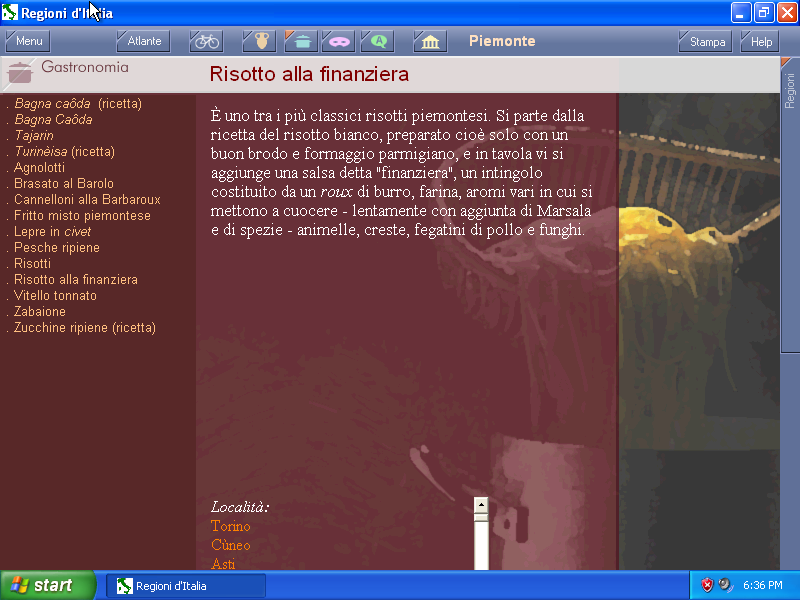 Regioni d'Italia
Menu
Atlante
A
Piemonte
Stampa
Help
Gastronomia
Risotto alla finanziera
Regioni
. Bagna caôda (ricetta)
. Bagna Caôda
. Tajarin
. Turinèisa (ricetta)
. Agnolotti
. Brasato al Barolo
. Cannelloni alla Barbaroux
. Fritto misto piemontese
. Lepre in civet
. Pesche ripiene
. Risotti
. Risotto alla finanziera
. Vitello tonnato
. Zabaione
. Zucchine ripiene (ricetta)
È uno tra i più classici risotti piemontesi. Si parte dalla
ricetta del risotto bianco, preparato cioè solo con un
buon brodo e formaggio parmigiano, e in tavola vi si
aggiunge una salsa detta "finanziera", un intingolo
costituito da un roux di burro, farina, aromi vari in cui si
mettono a cuocere - lentamente con aggiunta di Marsala
e di spezie - animelle, creste, fegatini di pollo e funghi.
Località:
Torino
Cùneo
Asti
start
Regioni d'Italia
6:36 PM